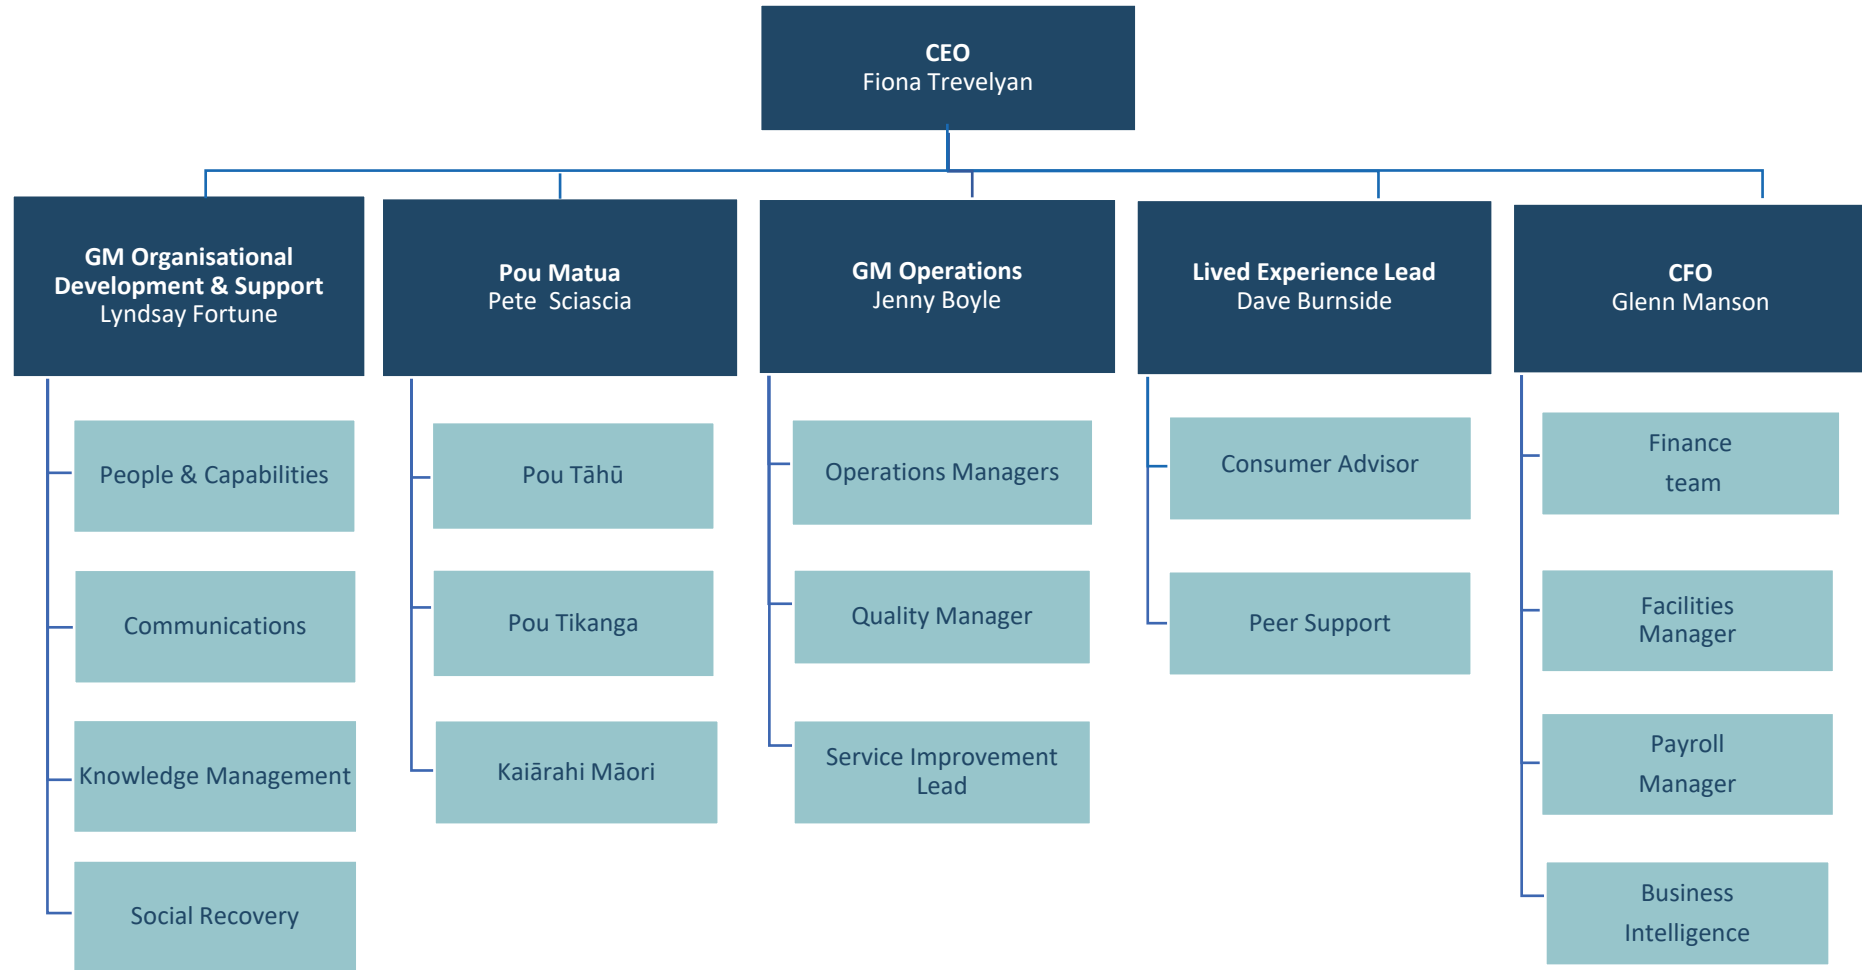 CEO
Fiona Trevelyan
GM Organisational
Development & Support
Lyndsay Fortune
Pou Matua
Pete  Sciascia
GM Operations
Jenny Boyle
Lived Experience Lead
Dave Burnside
CFO
Glenn Manson
People & Capabilities
Communications
Knowledge Management
Social Recovery
Pou Tāhū
Pou Tikanga
Kaiārahi Māori
Operations Managers
Quality Manager
Service Improvement
Lead
Consumer Advisor
Peer Support
Finance
team
Facilities
Manager
Payroll
Manager
Business
Intelligence